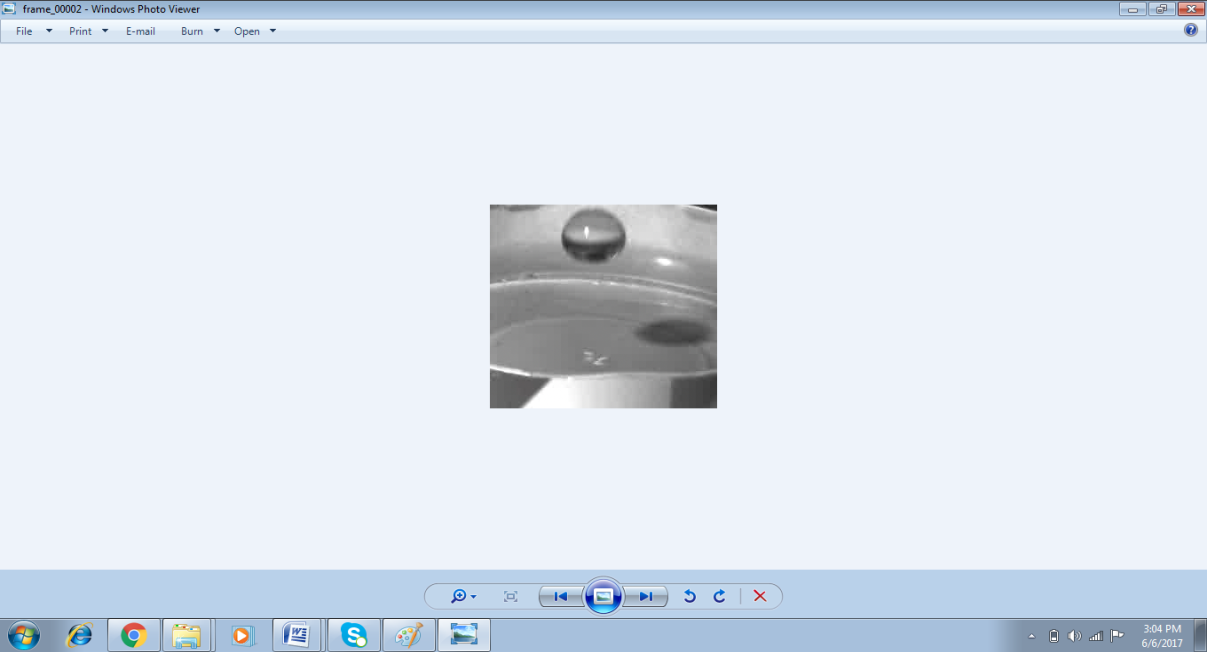 frame_00002 - Windows Photo Viewer
File Print E-mail Burn Open
3:04 PM
6/6/2017